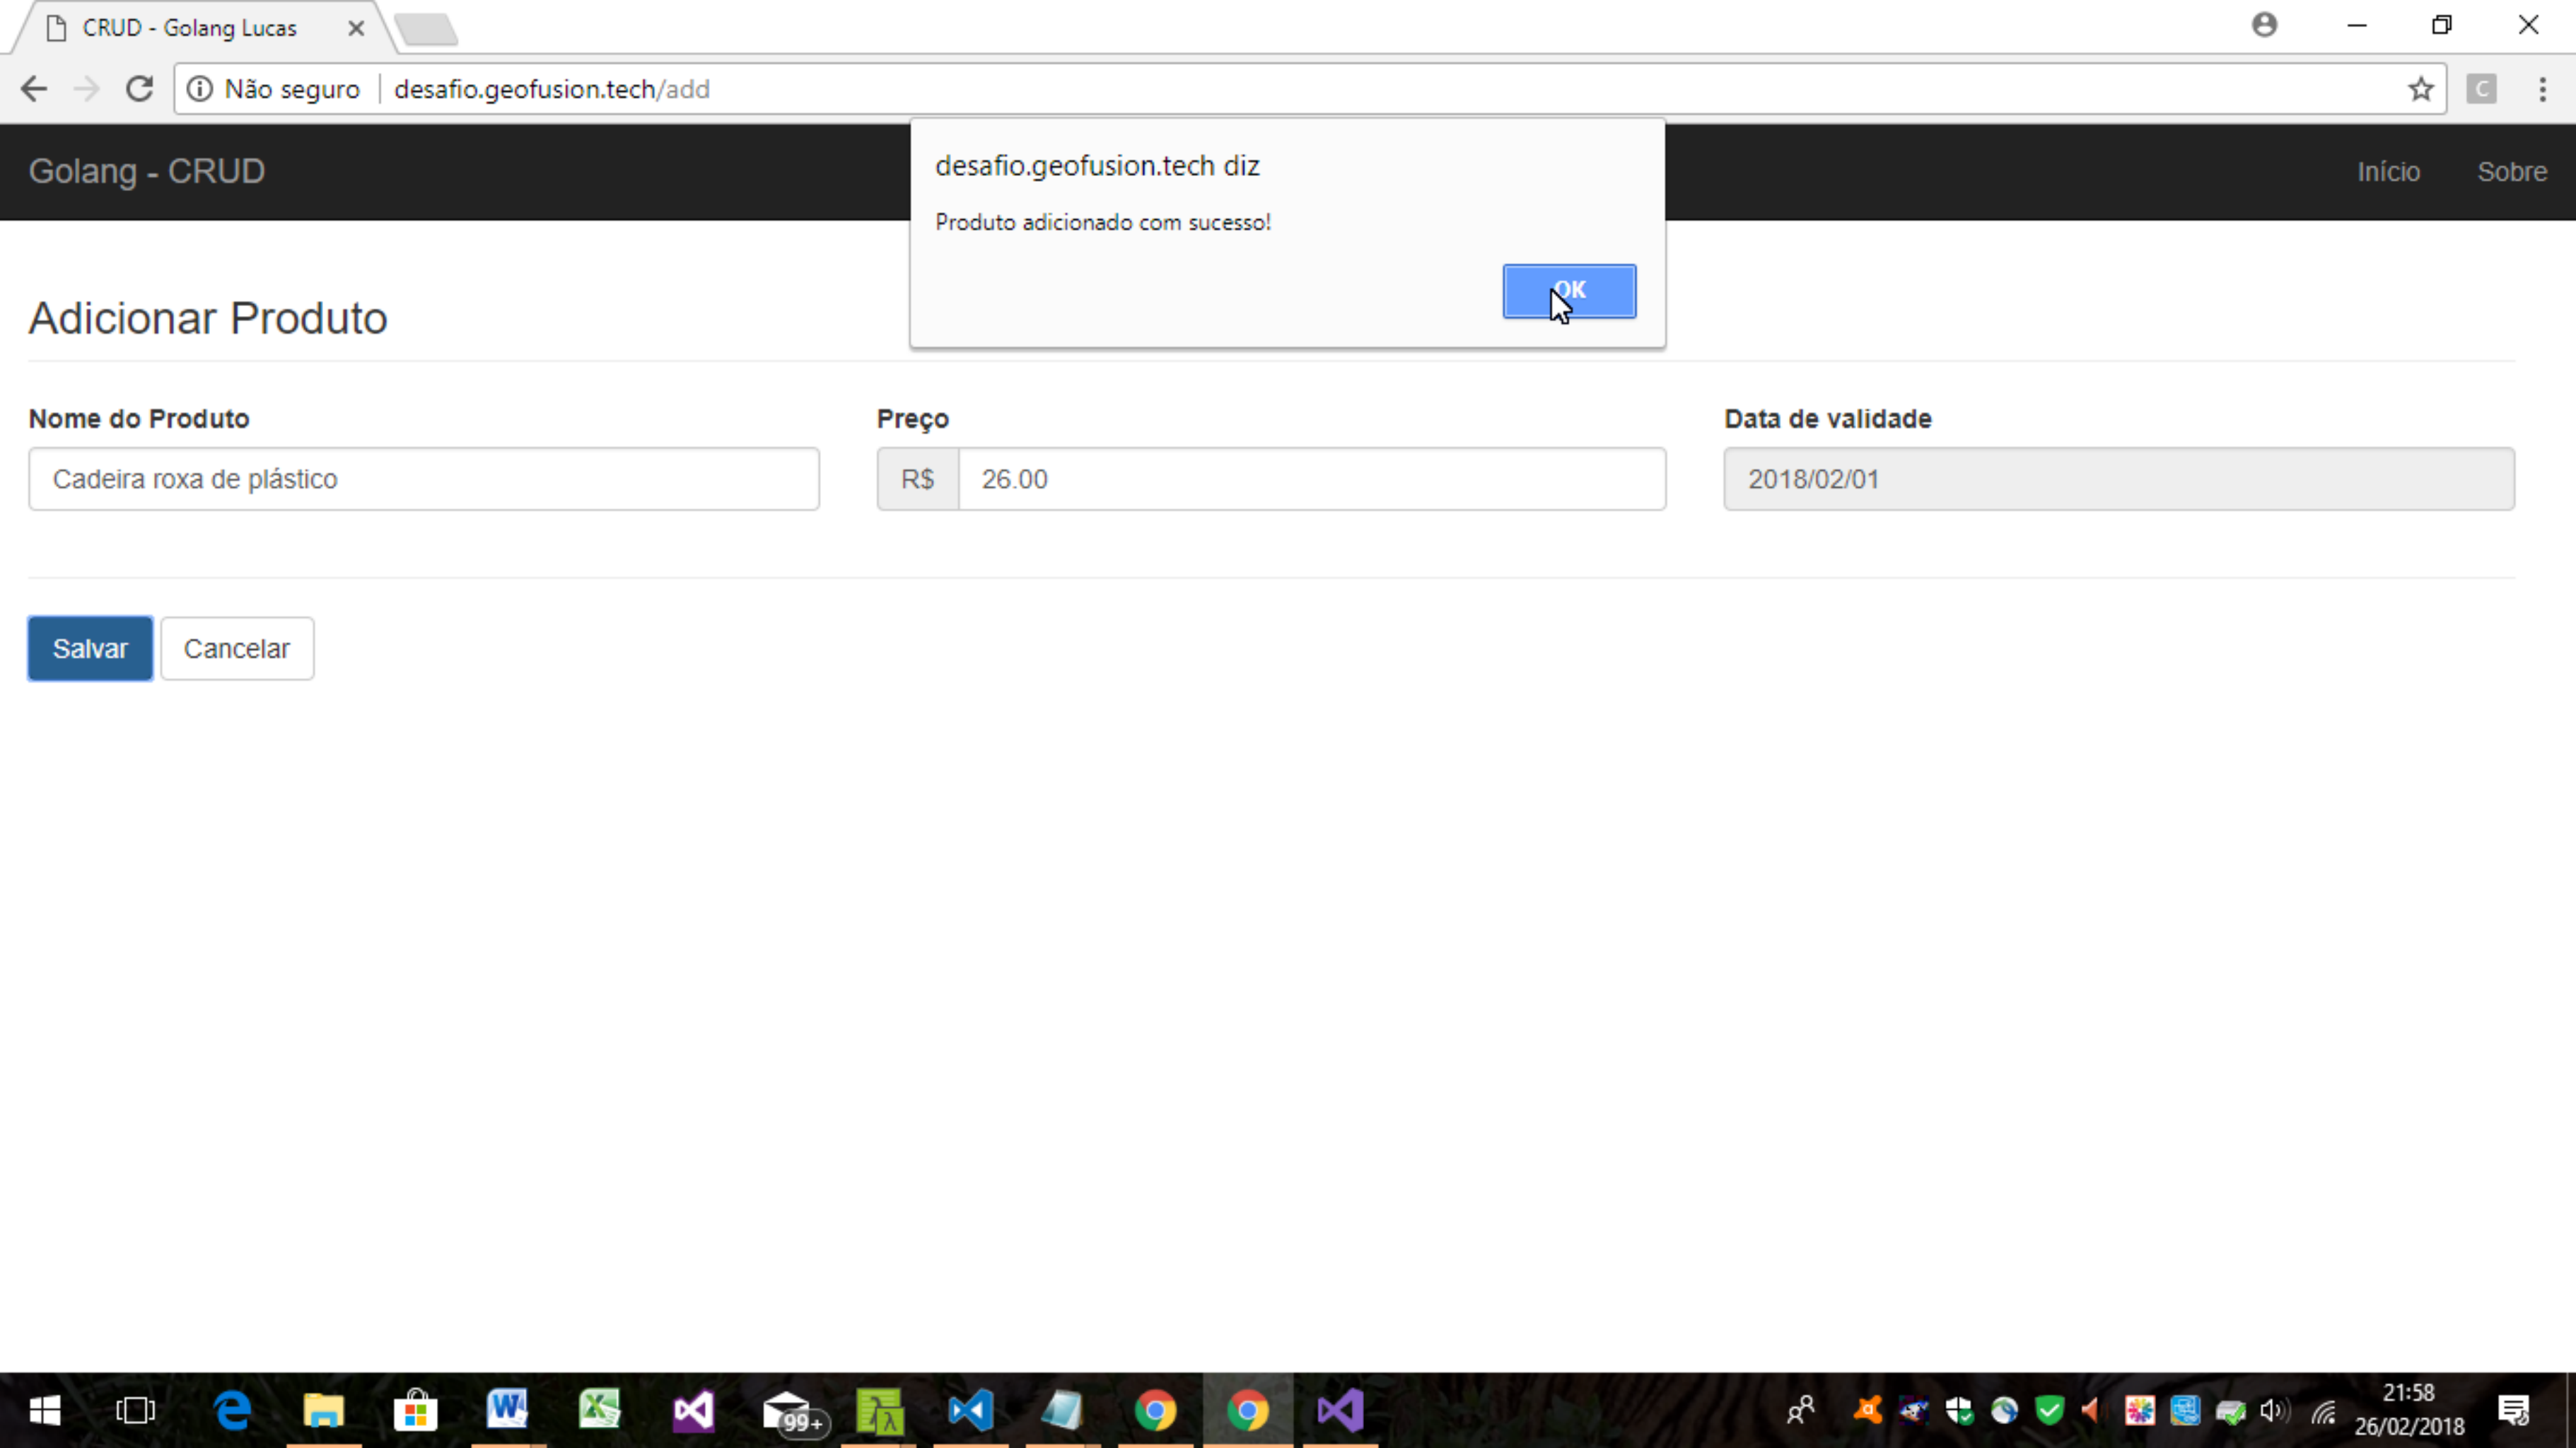 CRUD - Golang Lucas
Não seguro desafio.geofusion.tech/add
C
Golang - CRUD
Início Sobre
desafio.geofusion.tech diz
Produto adicionado com sucesso!
OK
Adicionar Produto
Nome do Produto Preço Data de validade
Cadeira roxa de plástico R$ 26.00 2018/02/01
Salvar Cancelar
99+
21:58
26/02/2018